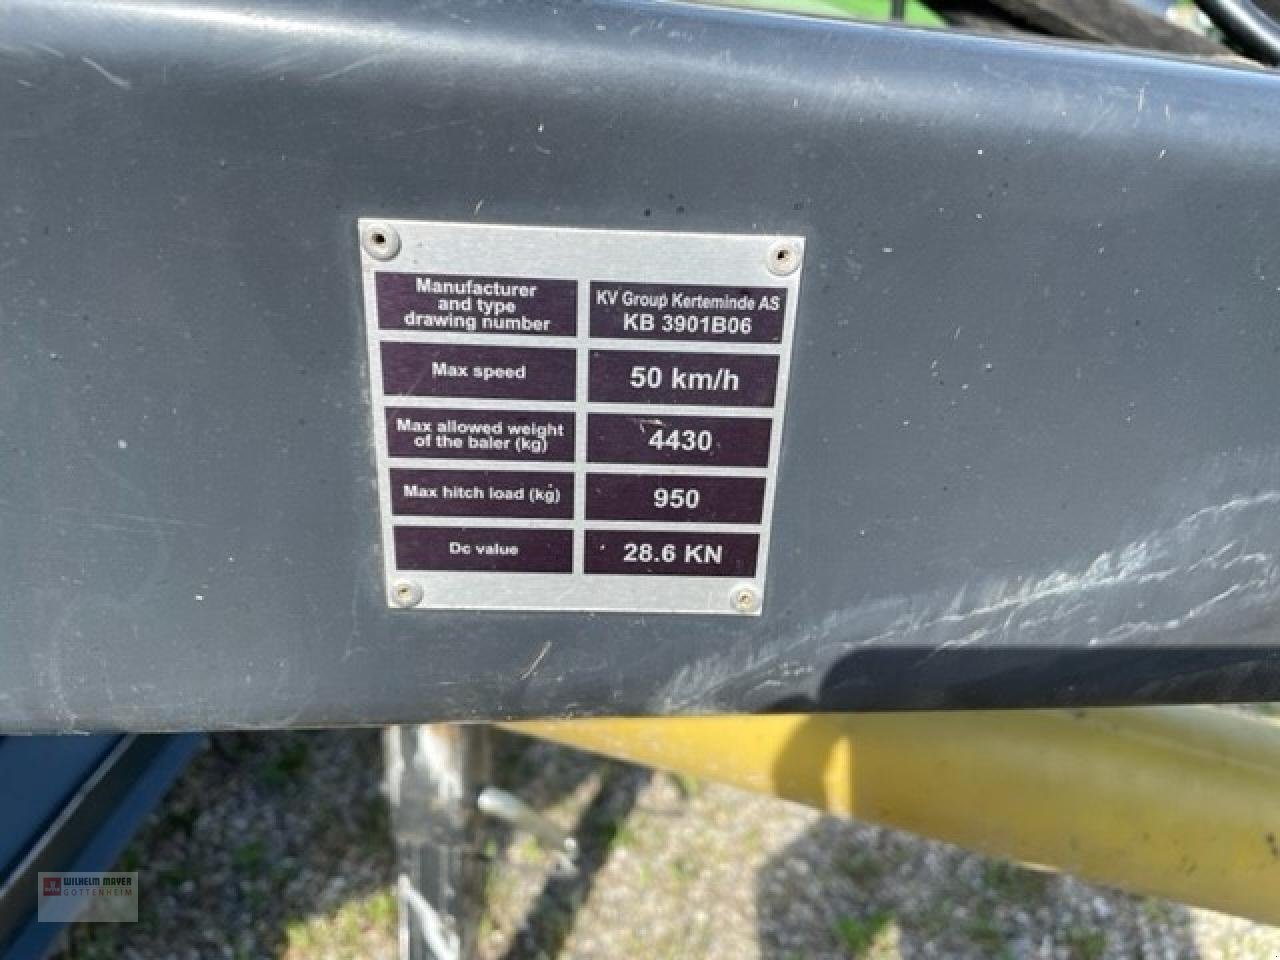 Manufacturer
and type
drawing number
KV Group Kerteminde AS
KB 3901B06
Max speed
50 km/h
Max allowed weight
of the baler (kg)
4430
Max hitch load (kg)
950
Dc value
28.6 KN
WILHELM MAYER
GOTTENHEIM